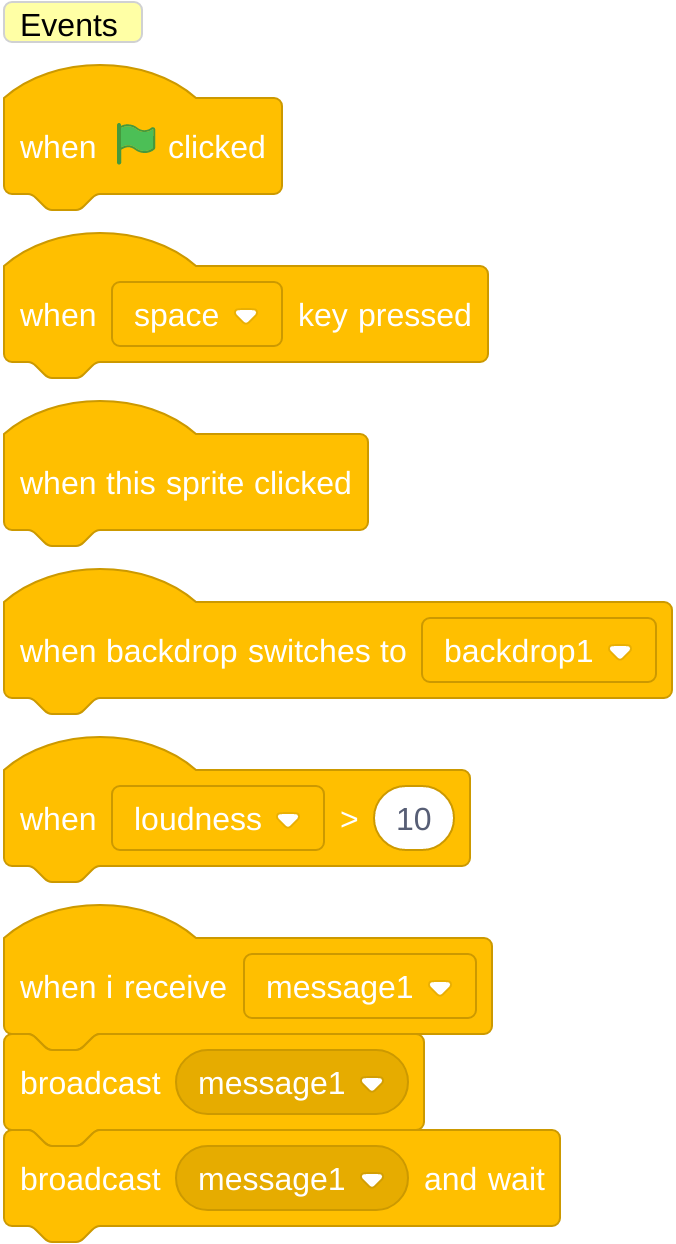 Events
when clicked
when space key pressed
when this sprite clicked
when backdrop switches to backdrop1
when loudness > 10
when i receive message1
broadcast message1
broadcast message1 and wait